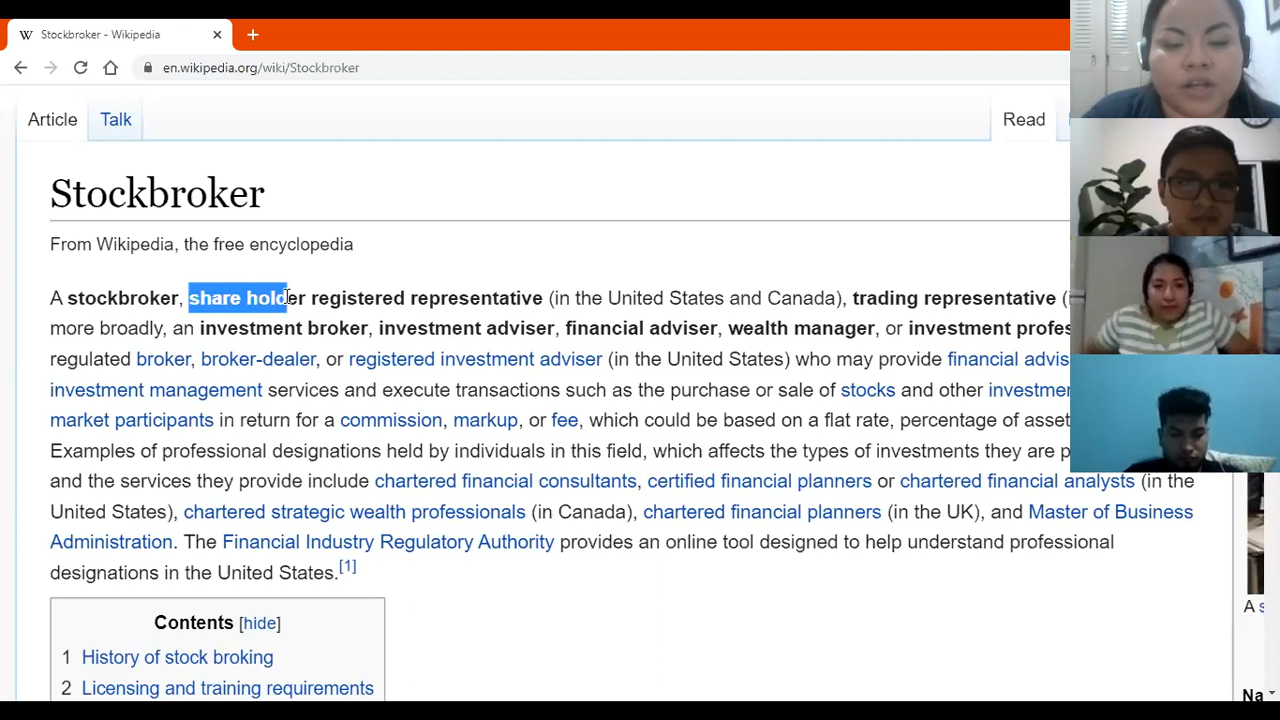 Stockbroker - Wikipedia
en.wikipedia.org/wiki/Stockbroker
Article Talk Read
Stockbroker
From Wikipedia, the free encyclopedia
A stockbroker, share holder registered representative (in the United States and Canada), trading representative (
more broadly, an investment broker, investment adviser, financial adviser, wealth manager, or investment profes
regulated broker, broker-dealer, or registered investment adviser (in the United States) who may provide financial advis
investment management services and execute transactions such as the purchase or sale of stocks and other investmen
market participants in return for a commission, markup, or fee, which could be based on a flat rate, percentage of asset
Examples of professional designations held by individuals in this field, which affects the types of investments they are p
and the services they provide include chartered financial consultants, certified financial planners or chartered financial analysts (in the
United States), chartered strategic wealth professionals (in Canada), chartered financial planners (in the UK), and Master of Business
Administration. The Financial Industry Regulatory Authority provides an online tool designed to help understand professional
designations in the United States.[1]
A s
Contents [hide]
1 History of stock broking
2 Licensing and training requirements
Na